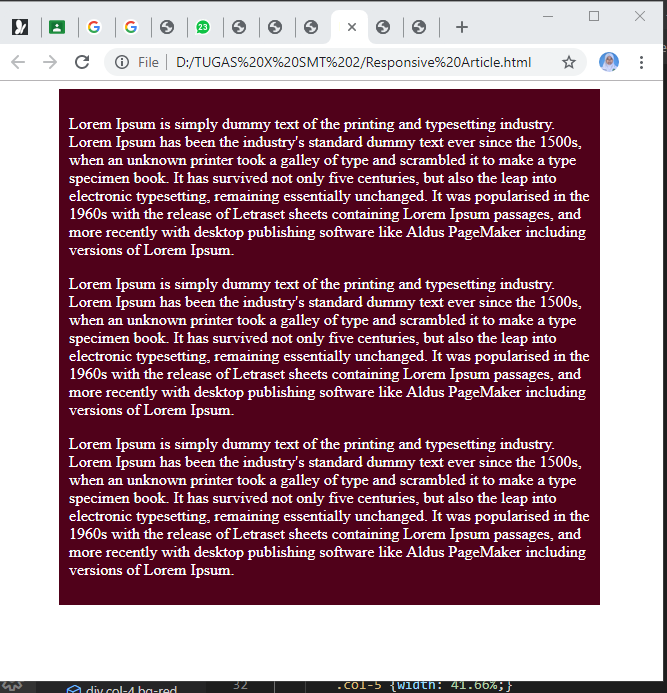 23
File
D:/TUGAS%20X%20SMT%202/Responsive%20Article.html
Lorem Ipsum is simply dummy text of the printing and typesetting industry.
Lorem Ipsum has been the industry's standard dummy text ever since the 1500s,
when an unknown printer took a galley of type and scrambled it to make a type
specimen book. It has survived not only five centuries, but also the leap into
electronic typesetting, remaining essentially unchanged. It was popularised in the
1960s with the release of Letraset sheets containing Lorem Ipsum passages, and
more recently with desktop publishing software like Aldus PageMaker including
versions of Lorem Ipsum.
Lorem Ipsum is simply dummy text of the printing and typesetting industry.
Lorem Ipsum has been the industry's standard dummy text ever since the 1500s,
when an unknown printer took a galley of type and scrambled it to make a type
specimen book. It has survived not only five centuries, but also the leap into
electronic typesetting, remaining essentially unchanged. It was popularised in the
1960s with the release of Letraset sheets containing Lorem Ipsum passages, and
more recently with desktop publishing software like Aldus PageMaker including
versions of Lorem Ipsum.
Lorem Ipsum is simply dummy text of the printing and typesetting industry.
Lorem Ipsum has been the industry's standard dummy text ever since the 1500s,
when an unknown printer took a galley of type and scrambled it to make a type
specimen book. It has survived not only five centuries, but also the leap into
electronic typesetting, remaining essentially unchanged. It was popularised in the
1960s with the release of Letraset sheets containing Lorem Ipsum passages, and
more recently with desktop publishing software like Aldus PageMaker including
versions of Lorem Ipsum.
div.col-4.bg-red
32 .col-5 {width: 41.66%;}